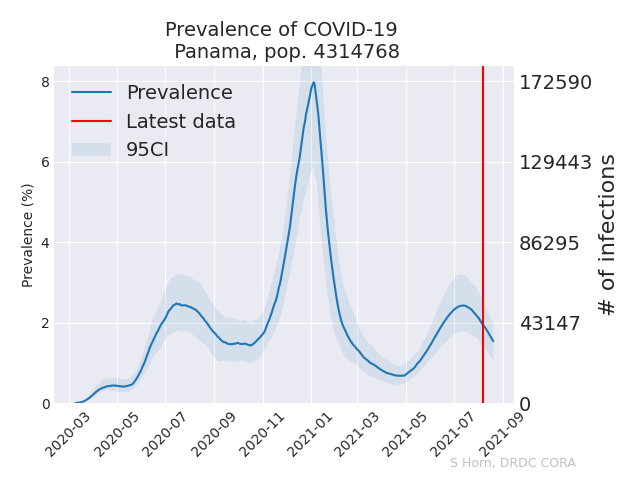 Prevalence of COVID-19
Panama, pop. 4314768
Prevalence
Latest data
95CI
Prevalence (%)
8
6
4
2
0
172590
129443
86295
43147
0
# of infections
2020-03
2020-05
2020-07
2020-09
2020-11
2021-01
2021-03
2021-05
2021-07
2021-09
S Horn, DRDC CORA